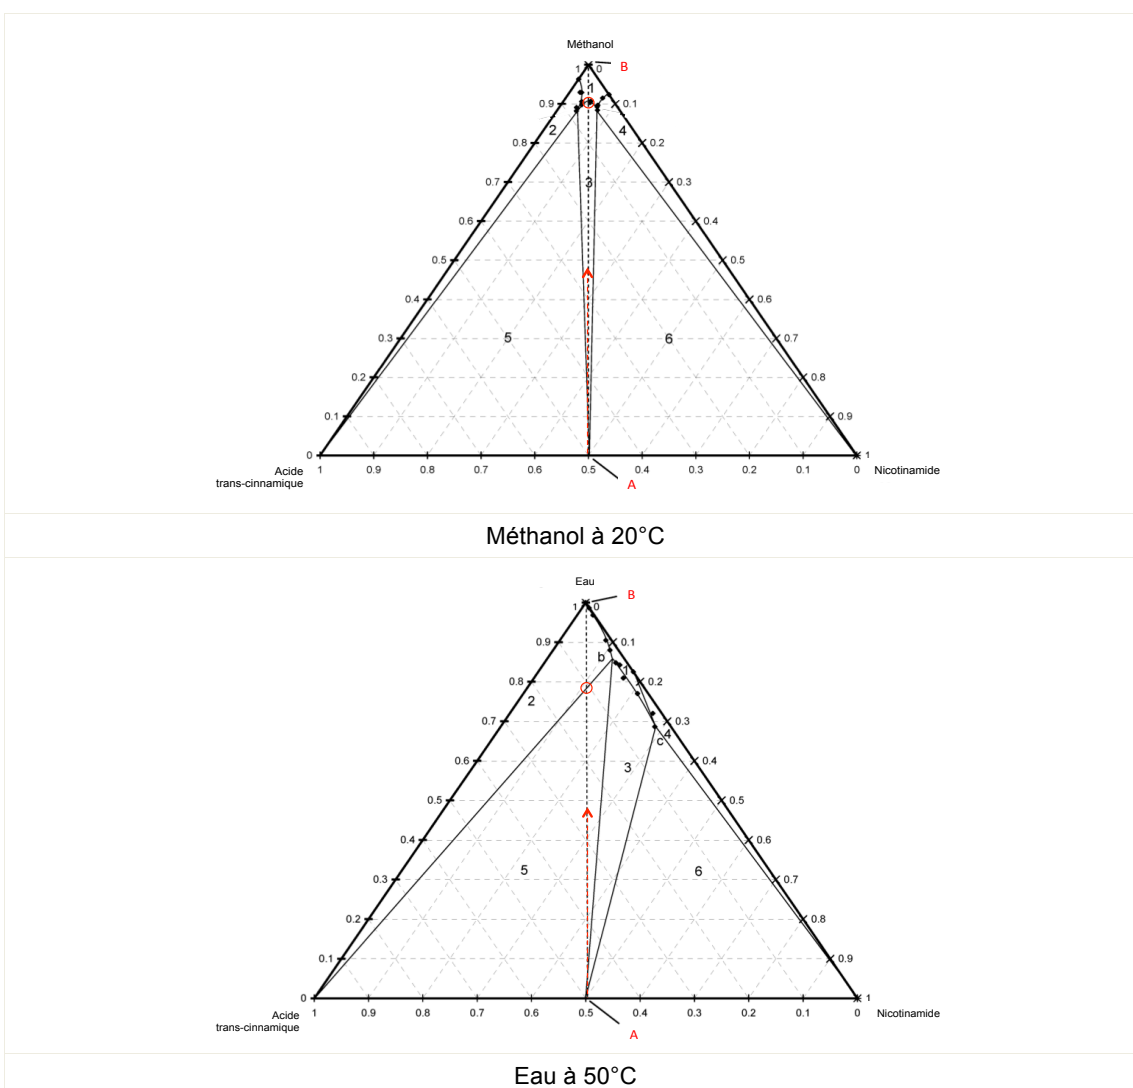 Méthanol
B
1 0
1
0.9 0.1
2 4
0.8 0.2
0.7 3 0.3
0.6 0.4
0.5 0.5
0.4 0.6
0.3 5 6 0.7
0.2 0.8
0.1 0.9
0 1
1 0.9 0.8 0.7 0.6 0.5 0.4 0.3 0.2 0.1 0
Acide
trans-cinnamique
Nicotinamide
A
Méthanol à 20°C
Eau
B
1 0
0.9 0.1
b 1
0.8 0.2
2
0.7 0.3
c 4
0.6 3 0.4
0.5 0.5
0.4 0.6
0.3 5 6 0.7
0.2 0.8
0.1 0.9
0 1
1 0.9 0.8 0.7 0.6 0.5 0.4 0.3 0.2 0.1 0
Acide
trans-cinnamique
Nicotinamide
A
Eau à 50°C